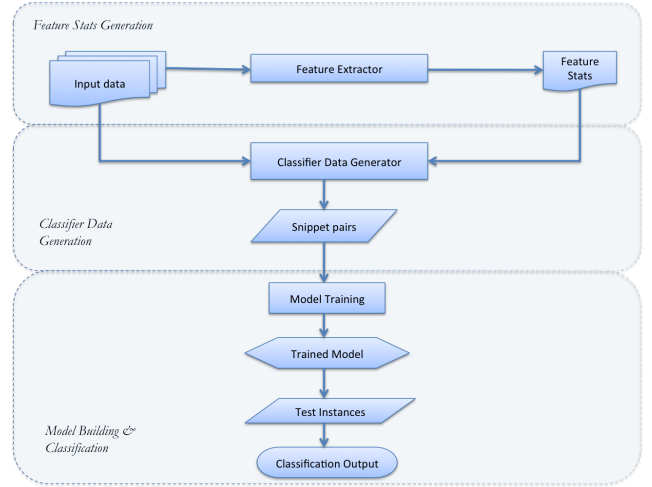 Feature Stats Generation
Input data
Feature Extractor
Feature
Stats
Classifier Data Generator
Classifier Data
Generation
Snippet pairs
Model Training
Trained Model
Test Instances
Model Building &
Classification
Classification Output